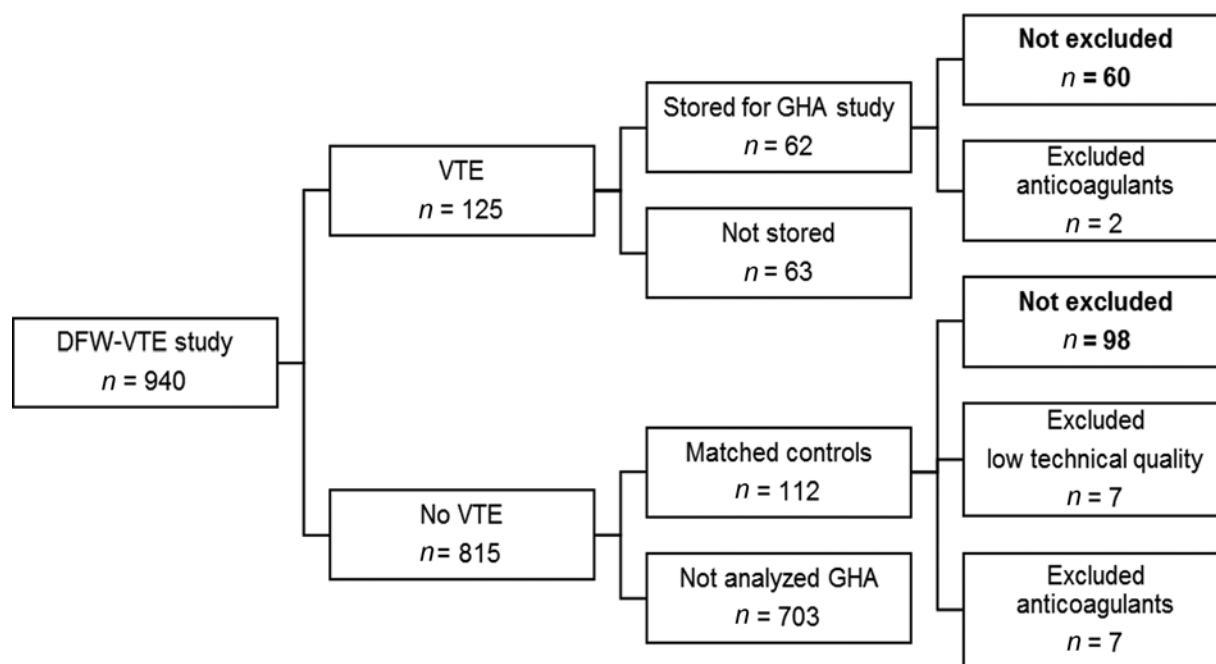 DFW-VTE study
n = 940
VTE
n = 125
No VTE
n= 815
Stored for GHA study
n = 62
Not stored
n = 63
Matched controls
n = 112
Not analyzed GHA
n = 703
Not excluded
n = 60
Excluded
anticoagulants
n = 2
Not excluded
n = 98
Excluded
low technical quality
n = 7
Excluded
anticoagulants
n = 7